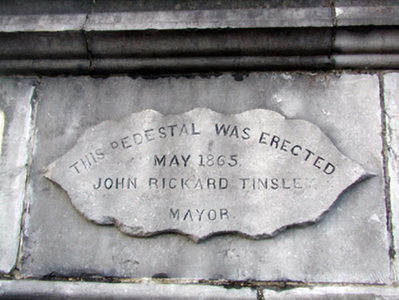 THIS PEDESTAL WAS ERECTED
MAY 1865.
JOHN RICKARD TINSLEY
MAYOR.